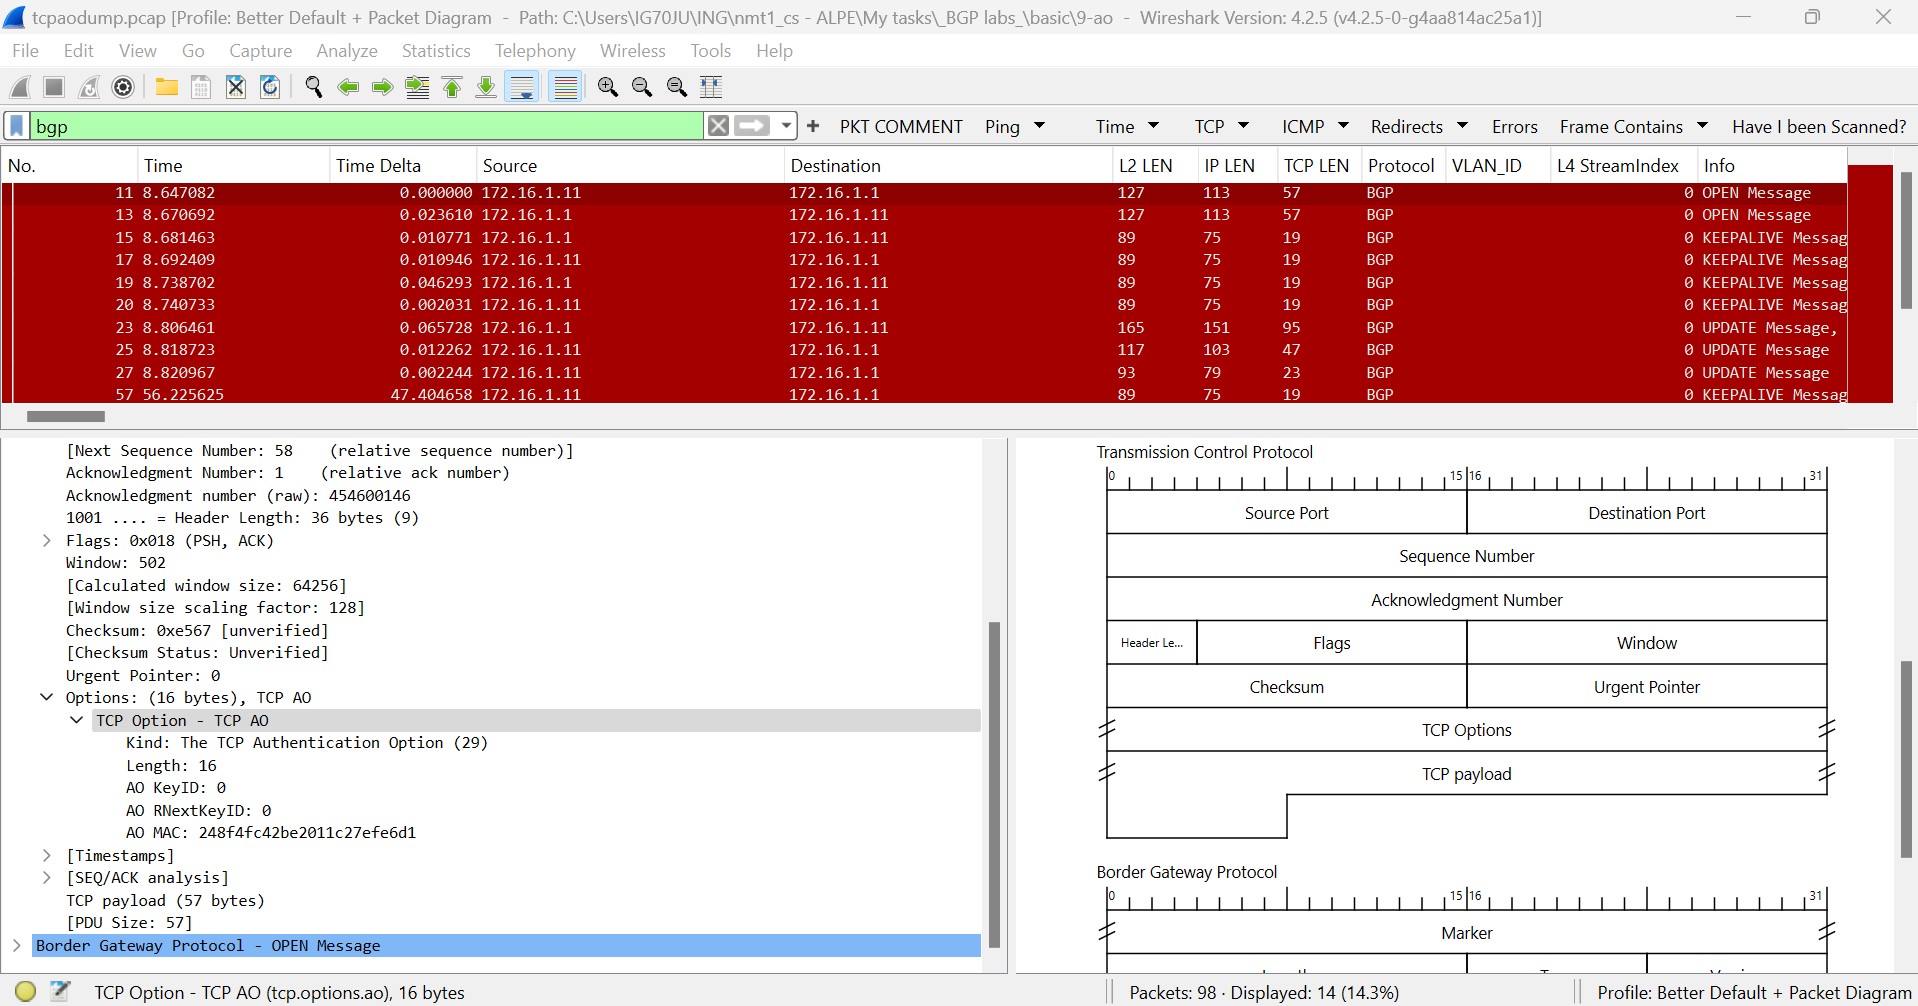 tcpaodump.pcap [Profile: Better Default + Packet Diagram - Path: C:\Users\IG70JU\ING\nmt1_cs - ALPE\My tasks\_BGP labs_\basic\9-ao - Wireshark Version: 4.2.5 (v4.2.5-0-g4aa814ac25a1)]
File Edit View Go Capture Analyze Statistics Telephony Wireless Tools Help
bgp + PKT COMMENT Ping Time TCP ICMP Redirects Errors Frame Contains Have I been Scanned?
No. Time Time Delta Source Destination L2 LEN IP LEN TCP LEN Protocol VLAN_ID L4 StreamIndex Info
11 8.647082 0.000000 172.16.1.11 172.16.1.1 127 113 57 BGP 0 OPEN Message
13 8.670692 0.023610 172.16.1.1 172.16.1.11 127 113 57 BGP 0 OPEN Message
15 8.681463 0.010771 172.16.1.1 172.16.1.11 89 75 19 BGP 0 KEEPALIVE Messag
17 8.692409 0.010946 172.16.1.11 172.16.1.1 89 75 19 BGP 0 KEEPALIVE Messag
19 8.738702 0.046293 172.16.1.1 172.16.1.11 89 75 19 BGP 0 KEEPALIVE Messag
20 8.740733 0.002031 172.16.1.11 172.16.1.1 89 75 19 BGP 0 KEEPALIVE Messag
23 8.806461 0.065728 172.16.1.1 172.16.1.11 165 151 95 BGP 0 UPDATE Message,
25 8.818723 0.012262 172.16.1.11 172.16.1.1 117 103 47 BGP 0 UPDATE Message
27 8.820967 0.002244 172.16.1.11 172.16.1.1 93 79 23 BGP 0 UPDATE Message
57 56.225625 47.404658 172.16.1.11 172.16.1.1 89 75 19 BGP 0 KEEPALIVE Messag
[Next Sequence Number: 58 (relative sequence number)]
Acknowledgment Number: 1 (relative ack number)
Acknowledgment number (raw): 454600146
1001 .... = Header Length: 36 bytes (9)
Flags: 0x018 (PSH, ACK)
Window: 502
[Calculated window size: 64256]
[Window size scaling factor: 128]
Checksum: 0xe567 [unverified]
[Checksum Status: Unverified]
Urgent Pointer: 0
Options: (16 bytes), TCP AO
TCP Option - TCP AO
Kind: The TCP Authentication Option (29)
Length: 16
AO KeyID: 0
AO RNextKeyID: 0
AO MAC: 248f4fc42be2011c27efe6d1
[Timestamps]
[SEQ/ACK analysis]
TCP payload (57 bytes)
[PDU Size: 57]
Border Gateway Protocol - OPEN Message
Transmission Control Protocol
0 15 16 31
Source Port Destination Port
Sequence Number
Acknowledgment Number
Header Le... Flags Window
Checksum Urgent Pointer
TCP Options
TCP payload
Border Gateway Protocol
0 15 16 31
Marker
TCP Option - TCP AO (tcp.options.ao), 16 bytes Packets: 98 · Displayed: 14 (14.3%) Profile: Better Default + Packet Diagram